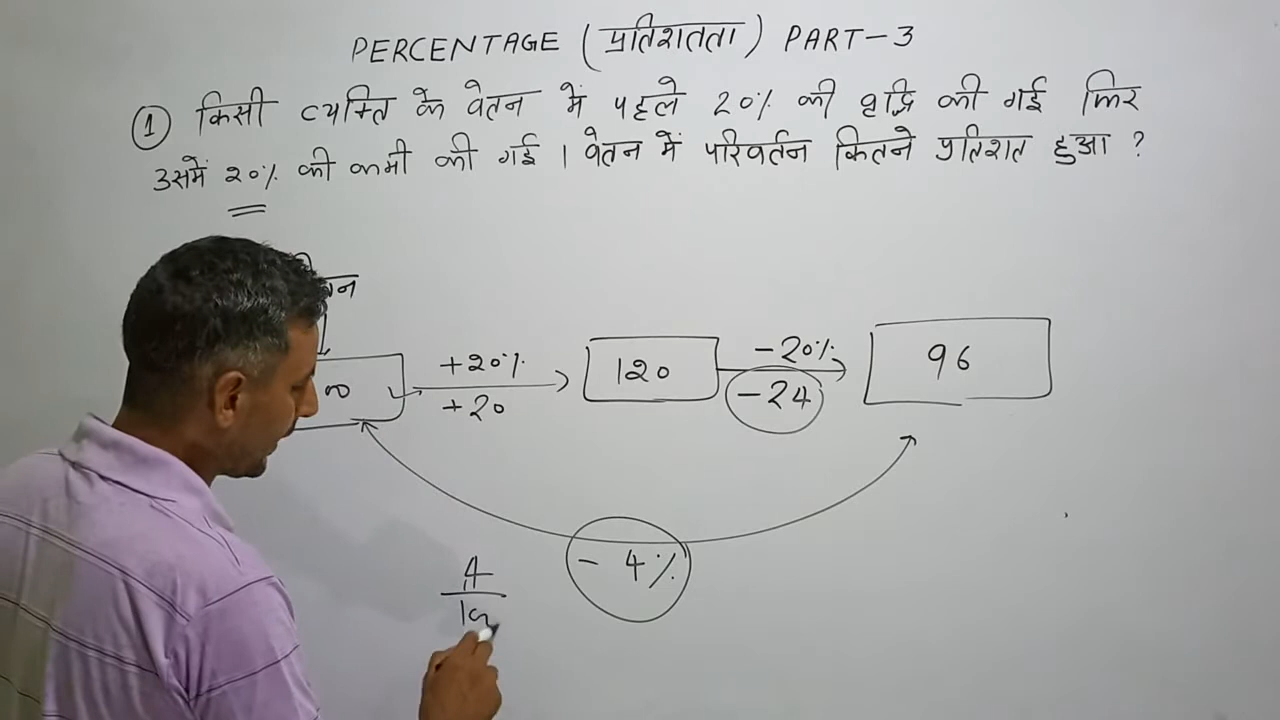 PERCENTAGE (प्रतिशतता) PART-3
① किसी व्यक्ति के वेतन में पहले 20% की वृद्धि की गई फिर
उसमें 20% की कमी की गई । वेतन में परिवर्तन कितने प्रतिशत हुआ ?
+20%
+20
120
-20%
-24
96
- 4%
4